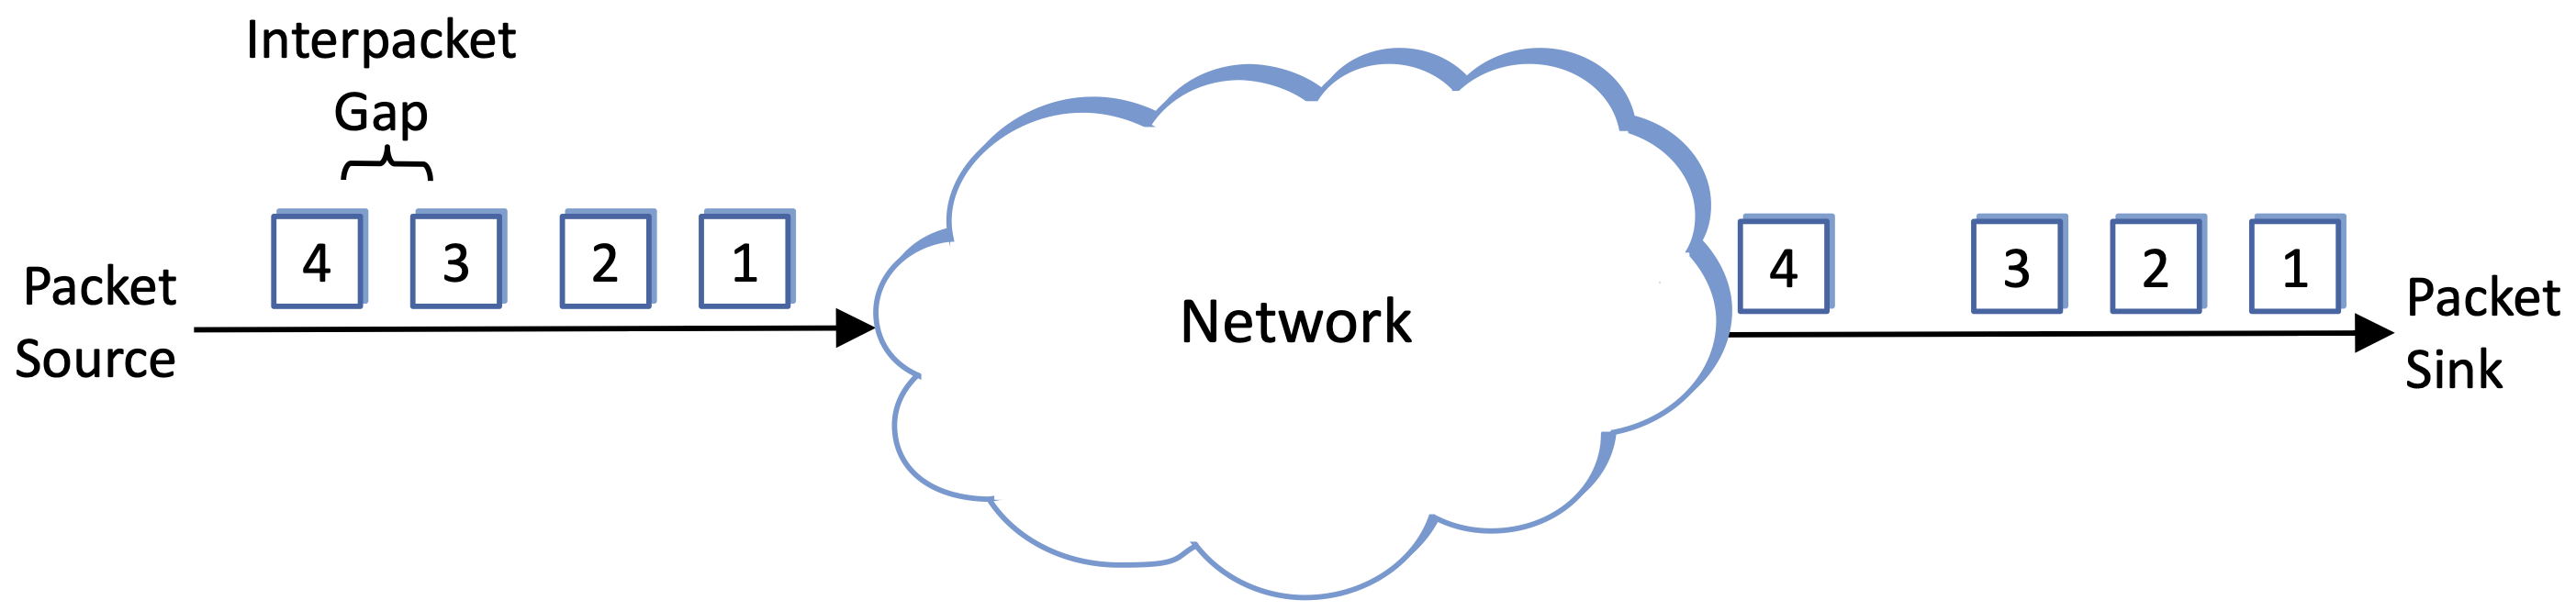 Interpacket
Gap
4 3 2 1
Packet
Source
Network
4 3 2 1
Packet
Sink